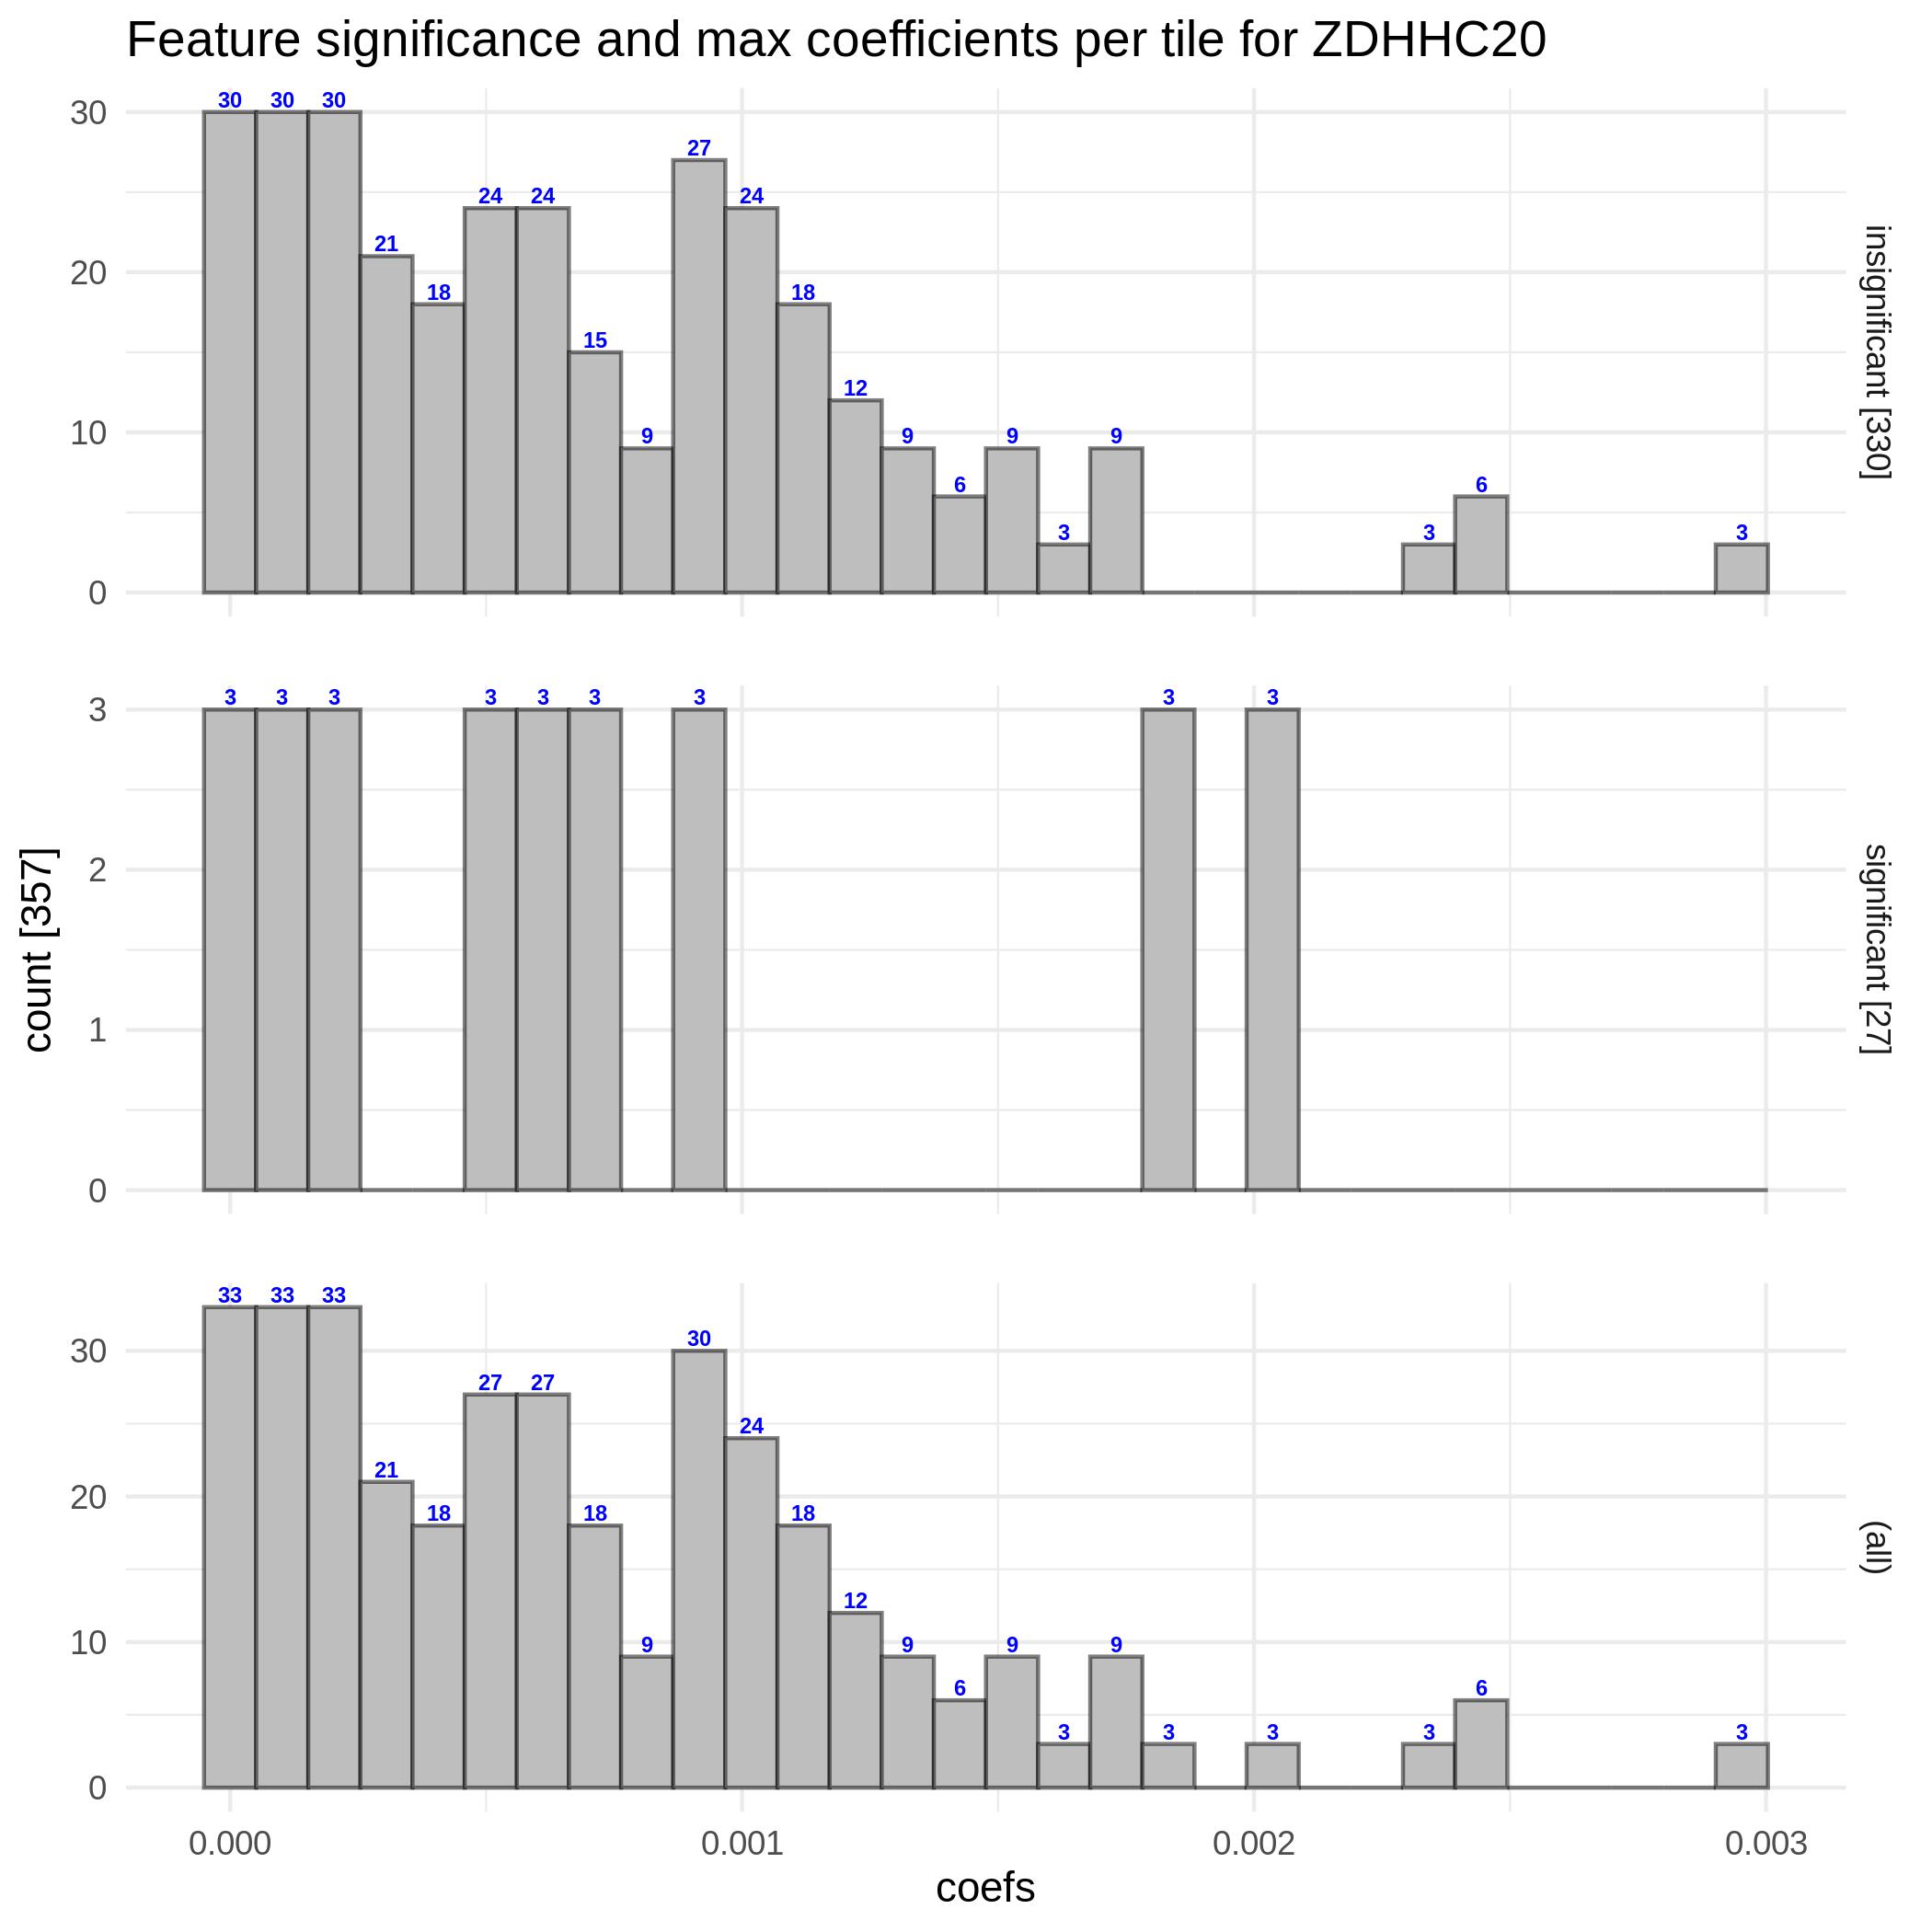 Feature significance and max coefficients per tile for ZDHHC20
30 30 30 21 18 24 24 15 9 27 24 18 12 9 6 9 3 9 3 6 3
30
20
10
0
insignificant [330]
3 3 3 3 3 3 3 3 3
3
2
1
0
significant [27]
count [357]
33 33 33 21 18 27 27 18 9 30 24 18 12 9 6 9 3 9 3 3 3 6 3
30
20
10
0
(all)
0.000 0.001 0.002 0.003
coefs